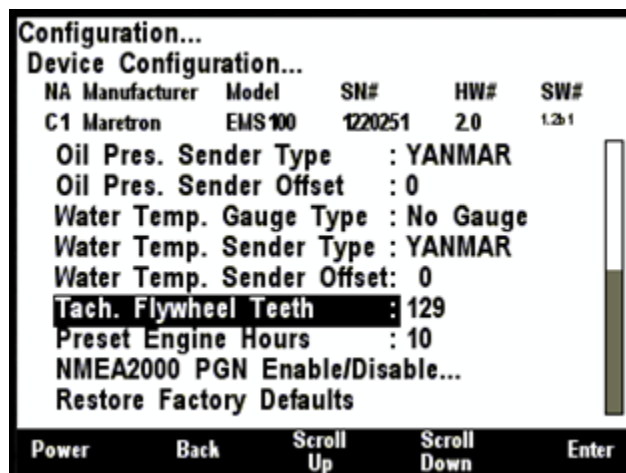 Configuration...
Device Configuration...
NA Manufacturer Model SN# HW# SW#
C1 Maretron EMS100 1220251 2.0 1.2b1
Oil Pres. Sender Type : YANMAR
Oil Pres. Sender Offset : 0
Water Temp. Gauge Type : No Gauge
Water Temp. Sender Type : YANMAR
Water Temp. Sender Offset: 0
Tach. Flywheel Teeth : 129
Preset Engine Hours : 10
NMEA2000 PGN Enable/Disable...
Restore Factory Defaults
Power Back Scroll Up Scroll Down Enter